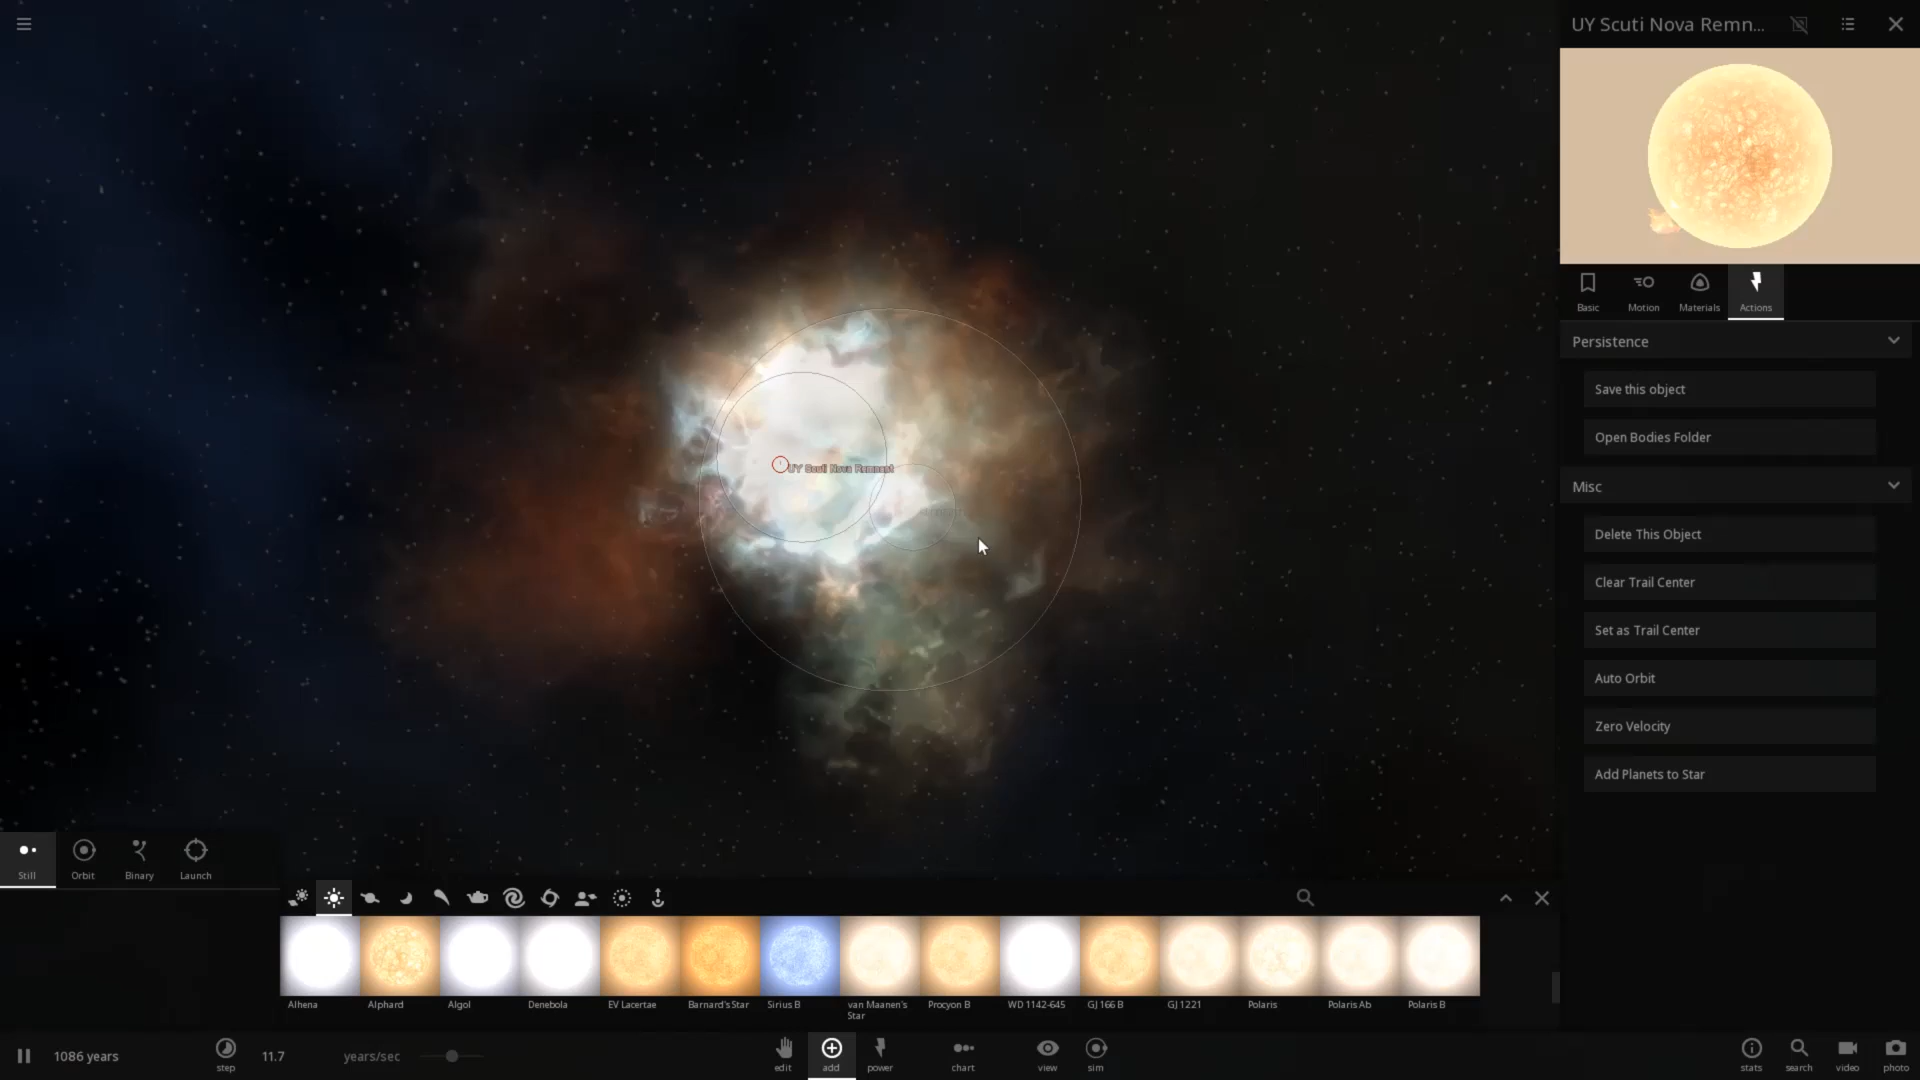 UY Scuti Nova Remn...
Basic
Motion
Materials
Actions
Persistence
Save this object
Open Bodies Folder
Misc
Delete This Object
Clear Trail Center
Set as Trail Center
Auto Orbit
Zero Velocity
Add Planets to Star
UY Scuti Nova Remnant
Still
Orbit
Binary
Launch
Alhena
Alphard
Algol
Denebola
EV Lacertae
Barnard's Star
Sirius B
van Maanen's
Star
Procyon B
WD 1142-645
GJ 166 B
GJ 1221
Polaris
Polaris Ab
Polaris B
1086 years
step
11.7
years/sec
edit
add
power
chart
view
sim
stats
search
video
photo